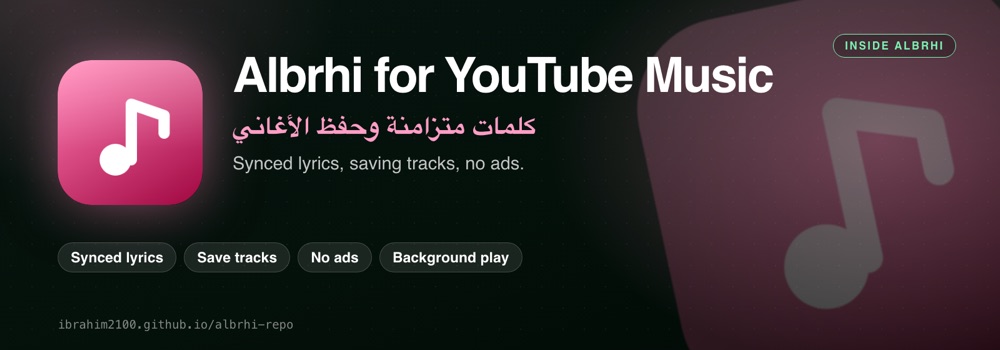 INSIDE ALBRHI
Albrhi for YouTube Music
كلمات متزامنة وحفظ الأغاني
Synced lyrics, saving tracks, no ads.
Synced lyrics
Save tracks
No ads
Background play
ibrahim2100.github.io/albrhi-repo